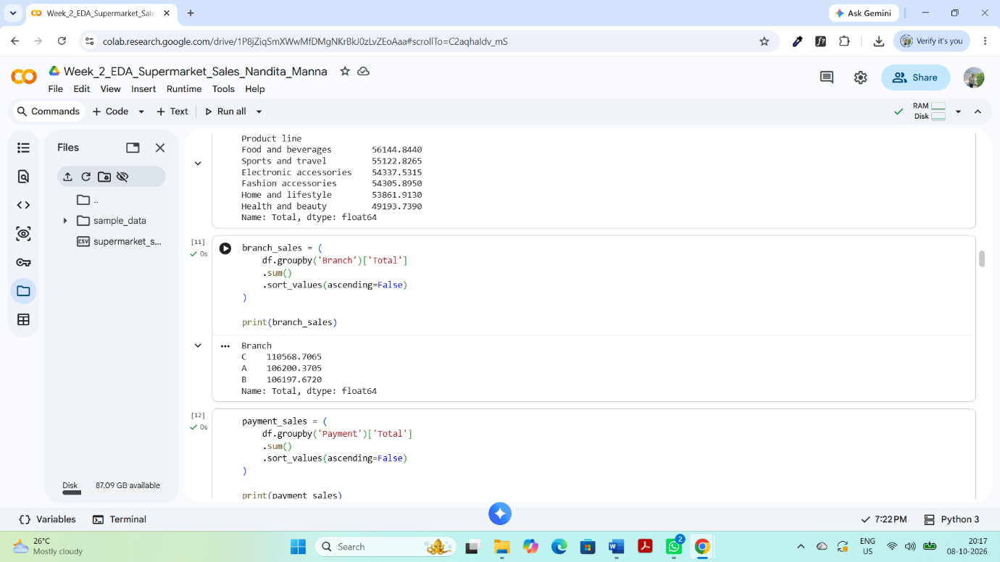 Week_2_EDA_Supermarket_Sale
Ask Gemini
colab.research.google.com/drive/1P8jZiqSmXWwMfDMgNKrBkJ0zLvZEoAaa#scrollTo=C2aqhaIdv_mS
Verify it's you
Week_2_EDA_Supermarket_Sales_Nandita_Manna
File Edit View Insert Runtime Tools Help
Share
Commands + Code + Text Run all
RAM
Disk
Files
..
sample_data
supermarket_s...
Disk 87.09 GB available
Product line
Food and beverages 56144.8440
Sports and travel 55122.8265
Electronic accessories 54337.5315
Fashion accessories 54305.8950
Home and lifestyle 53861.9130
Health and beauty 49193.7390
Name: Total, dtype: float64
[11]
0s
branch_sales = (
df.groupby('Branch')['Total']
.sum()
.sort_values(ascending=False)
)
print(branch_sales)
Branch
C 110568.7065
A 106200.3705
B 106197.6720
Name: Total, dtype: float64
[12]
0s
payment_sales = (
df.groupby('Payment')['Total']
.sum()
.sort_values(ascending=False)
)
print(payment_sales)
{} Variables Terminal
7:22 PM Python 3
26°C
Mostly cloudy
Search
2
ENG
US
20:17
08-10-2026